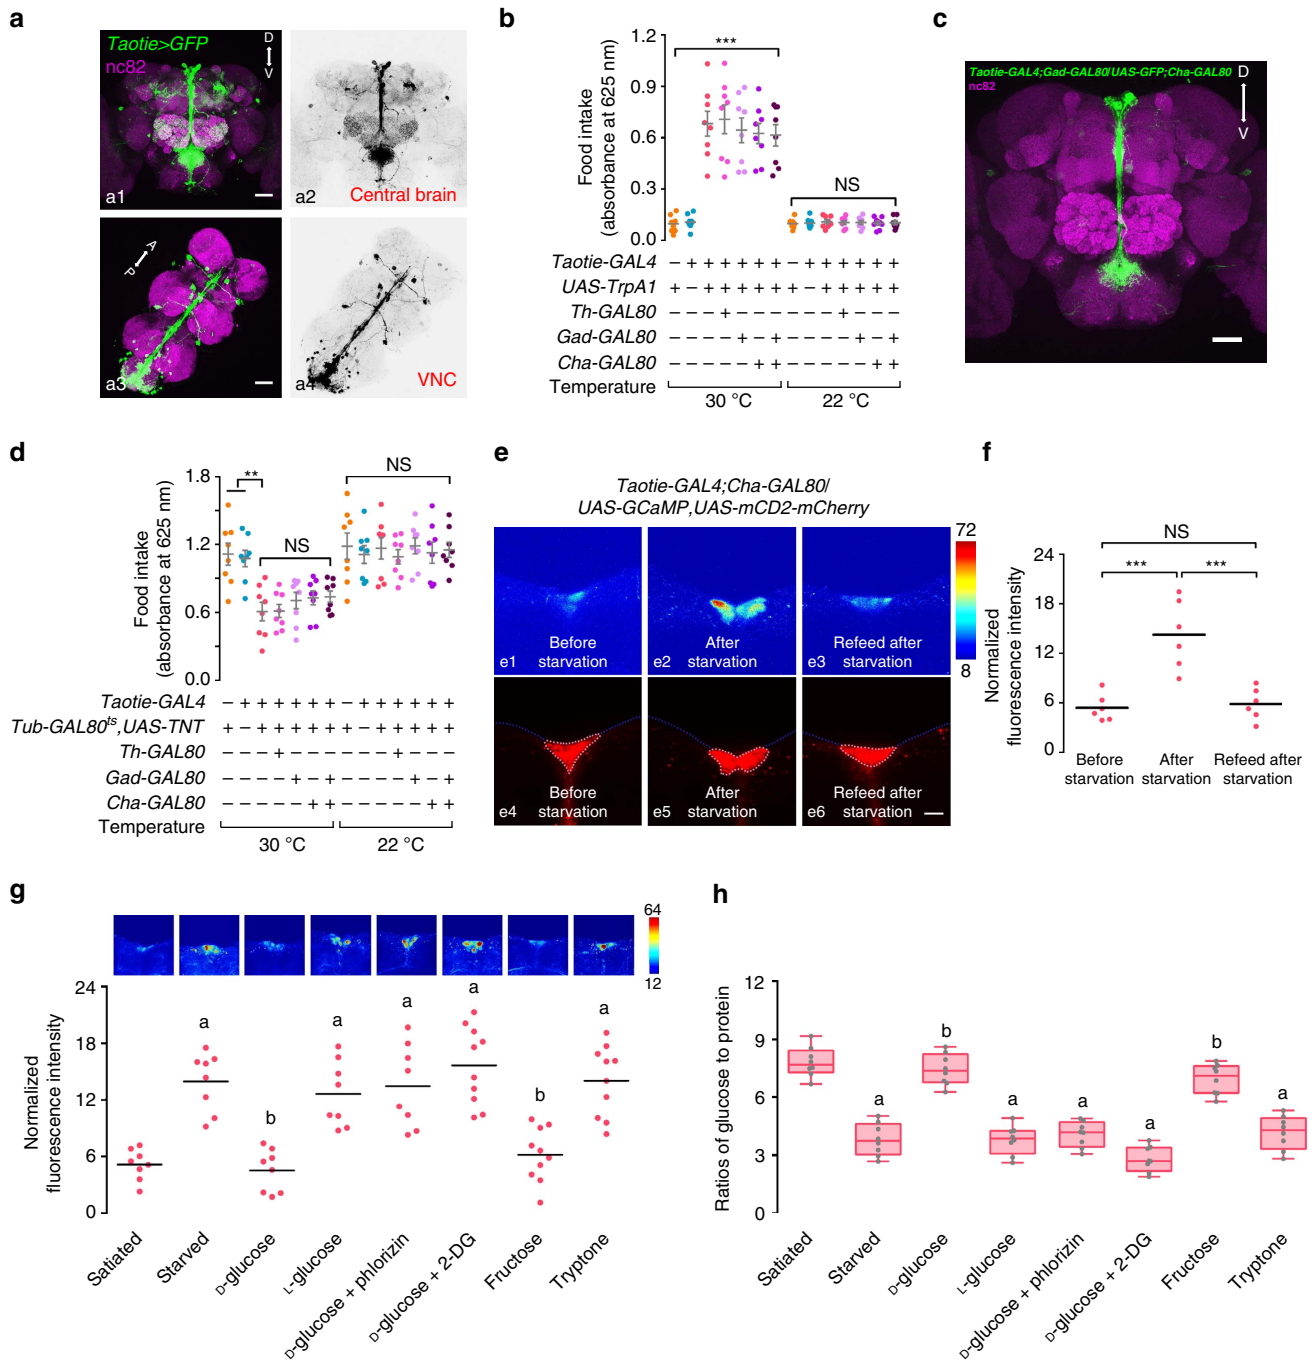 a
Taotie>GFP
nc82
D
V
a1
a2
Central brain
A
P
a3
a4
VNC
b
Food intake
(absorbance at 625 nm)
1.2
0.9
0.6
0.3
0.0
***
NS
Taotie-GAL4 – + + + + + + – + + + + + +
UAS-TrpA1 + – + + + + + + – + + + + +
Th-GAL80 – – – + – – – – – – + – – –
Gad-GAL80 – – – – + – + – – – – + – +
Cha-GAL80 – – – – – + + – – – – – + +
Temperature
30 °C
22 °C
c
Taotie-GAL4;Gad-GAL80/UAS-GFP;Cha-GAL80
nc82
D
V
d
Food intake
(absorbance at 625 nm)
1.8
1.2
0.6
0.0
**
NS
NS
Taotie-GAL4 – + + + + + + – + + + + + +
Tub-GAL80ts,UAS-TNT + – + + + + + + – + + + + +
Th-GAL80 – – – + – – – – – – + – – –
Gad-GAL80 – – – – + – + – – – – + – +
Cha-GAL80 – – – – – + + – – – – – + +
Temperature
30 °C
22 °C
e
Taotie-GAL4;Cha-GAL80/
UAS-GCaMP,UAS-mCD2-mCherry
72
8
e1
Before
starvation
e2
After
starvation
e3
Refeed after
starvation
e4
Before
starvation
e5
After
starvation
e6
Refeed after
starvation
f
Normalized
fluorescence intensity
24
18
12
6
0
NS
***
***
Before
starvation
After
starvation
Refeed after
starvation
g
64
12
Normalized
fluorescence intensity
24
18
12
6
0
a
b
a
a
a
b
a
Satiated
Starved
D-glucose
L-glucose
D-glucose + phlorizin
D-glucose + 2-DG
Fructose
Tryptone
h
Ratios of glucose to protein
12
9
6
3
0
a
b
a
a
a
b
a
Satiated
Starved
D-glucose
L-glucose
D-glucose + phlorizin
D-glucose + 2-DG
Fructose
Tryptone